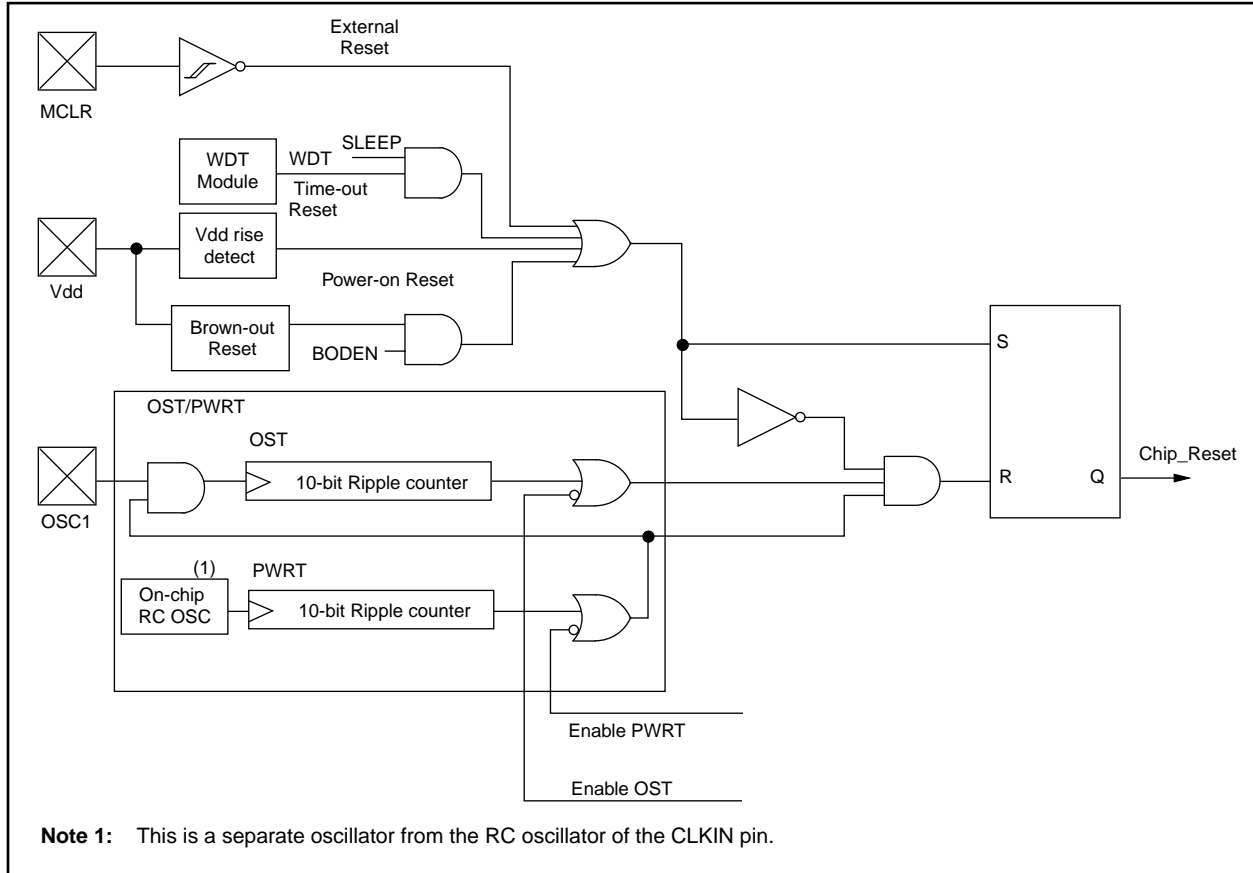 External
Reset
MCLR
SLEEP
WDT
Module
WDT
Time-out
Reset
Vdd rise
detect
Vdd
Power-on Reset
Brown-out
Reset
BODEN
S
OST/PWRT
OST
10-bit Ripple counter
OSC1
R
Q
Chip_Reset
(1)
PWRT
On-chip
RC OSC
10-bit Ripple counter
Enable PWRT
Enable OST
Note 1: This is a separate oscillator from the RC oscillator of the CLKIN pin.